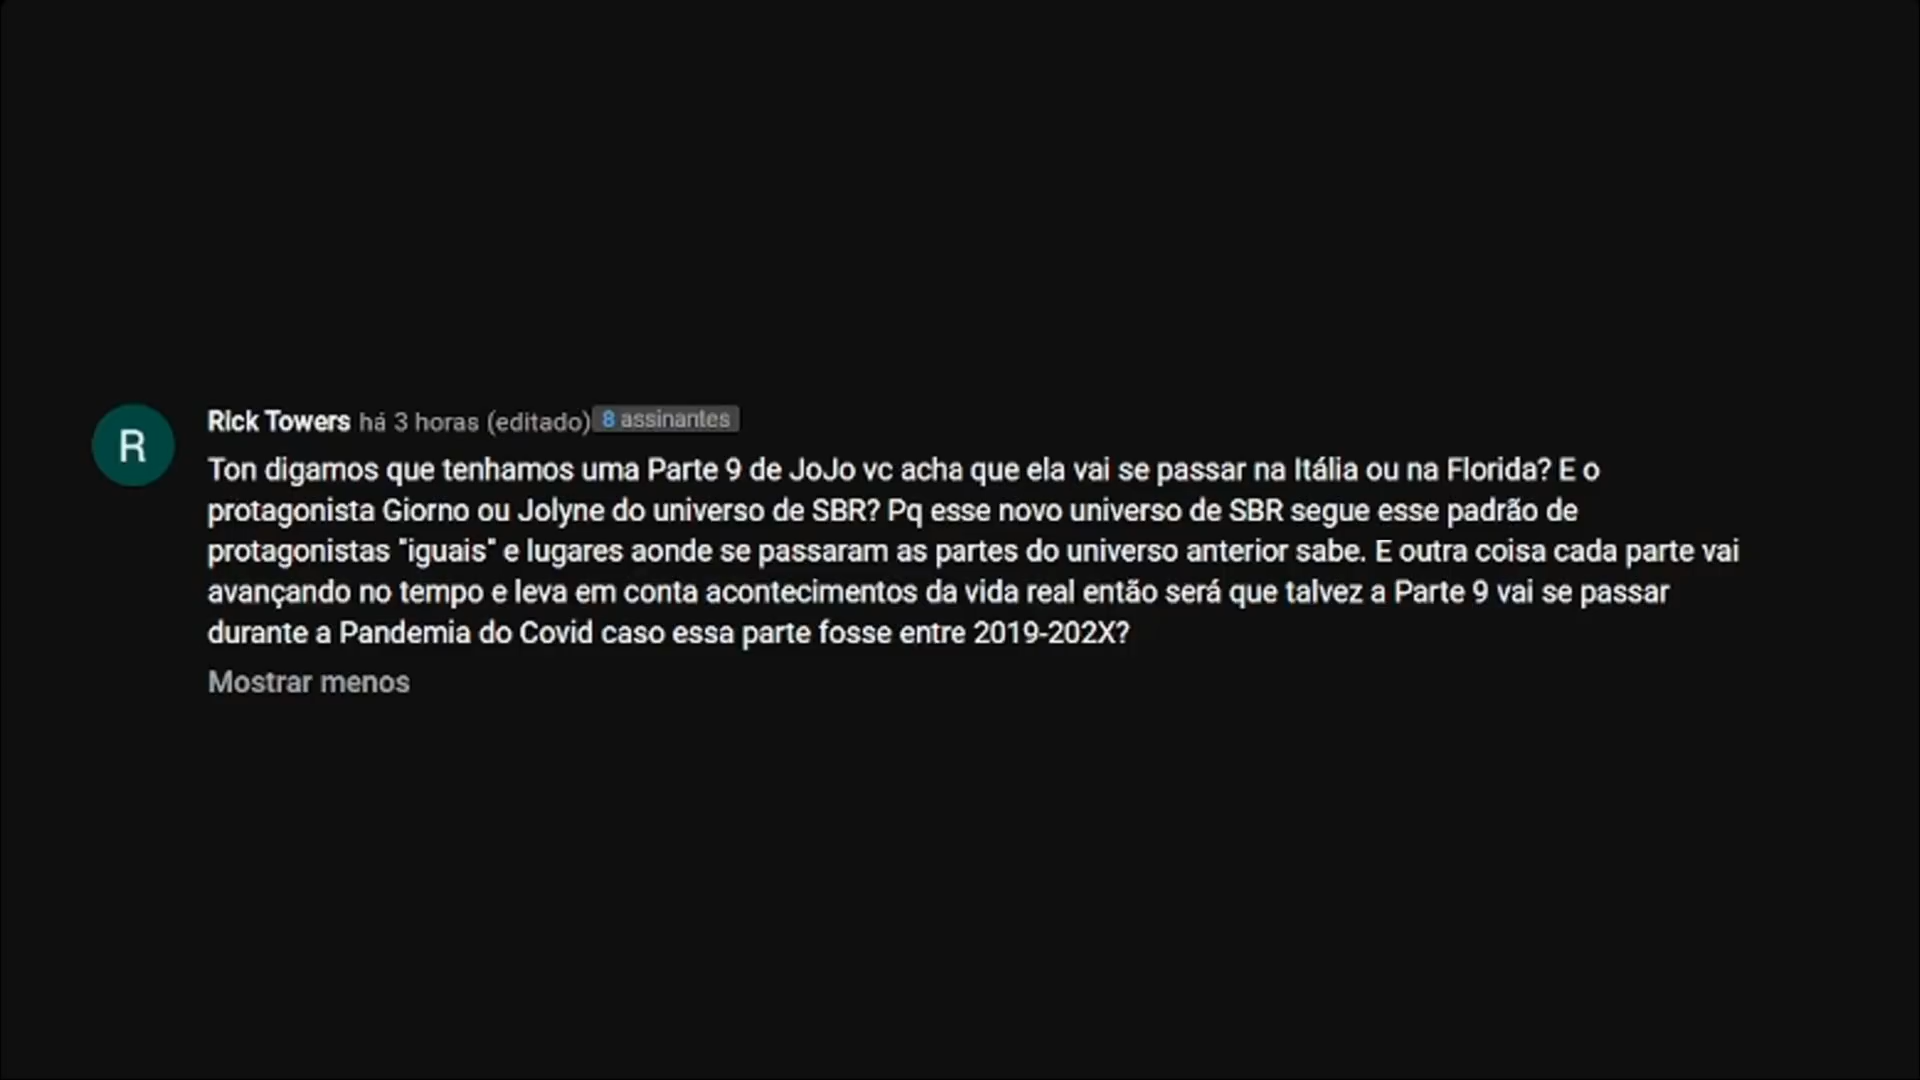 R
Rick Towers há 3 horas (editado) 8 assinantes
Ton digamos que tenhamos uma Parte 9 de JoJo vc acha que ela vai se passar na Itália ou na Florida? E o
protagonista Giorno ou Jolyne do universo de SBR? Pq esse novo universo de SBR segue esse padrão de
protagonistas "iguais" e lugares aonde se passaram as partes do universo anterior sabe. E outra coisa cada parte vai
avançando no tempo e leva em conta acontecimentos da vida real então será que talvez a Parte 9 vai se passar
durante a Pandemia do Covid caso essa parte fosse entre 2019-202X?
Mostrar menos